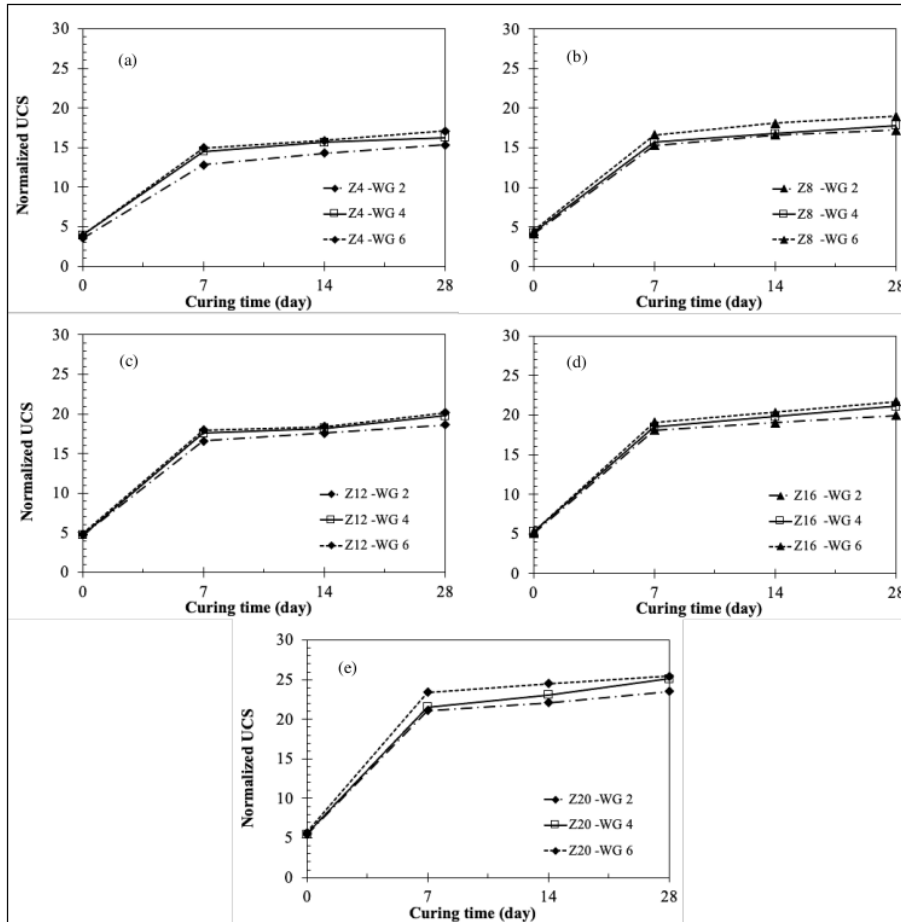 (a)
Normalized UCS
30
25
20
15
10
5
0
Z4 -WG 2
Z4 -WG 4
Z4 -WG 6
0 7 14 28
Curing time (day)
(b)
30
25
20
15
10
5
0
Z8 -WG 2
Z8 -WG 4
Z8 -WG 6
0 7 14 28
Curing time (day)
(c)
Normalized UCS
30
25
20
15
10
5
0
Z12 -WG 2
Z12 -WG 4
Z12 -WG 6
0 7 14 28
Curing time (day)
(d)
30
25
20
15
10
5
0
Z16 -WG 2
Z16 -WG 4
Z16 -WG 6
0 7 14 28
Curing time (day)
(e)
Normalized UCS
30
25
20
15
10
5
0
Z20 -WG 2
Z20 -WG 4
Z20 -WG 6
0 7 14 28
Curing time (day)